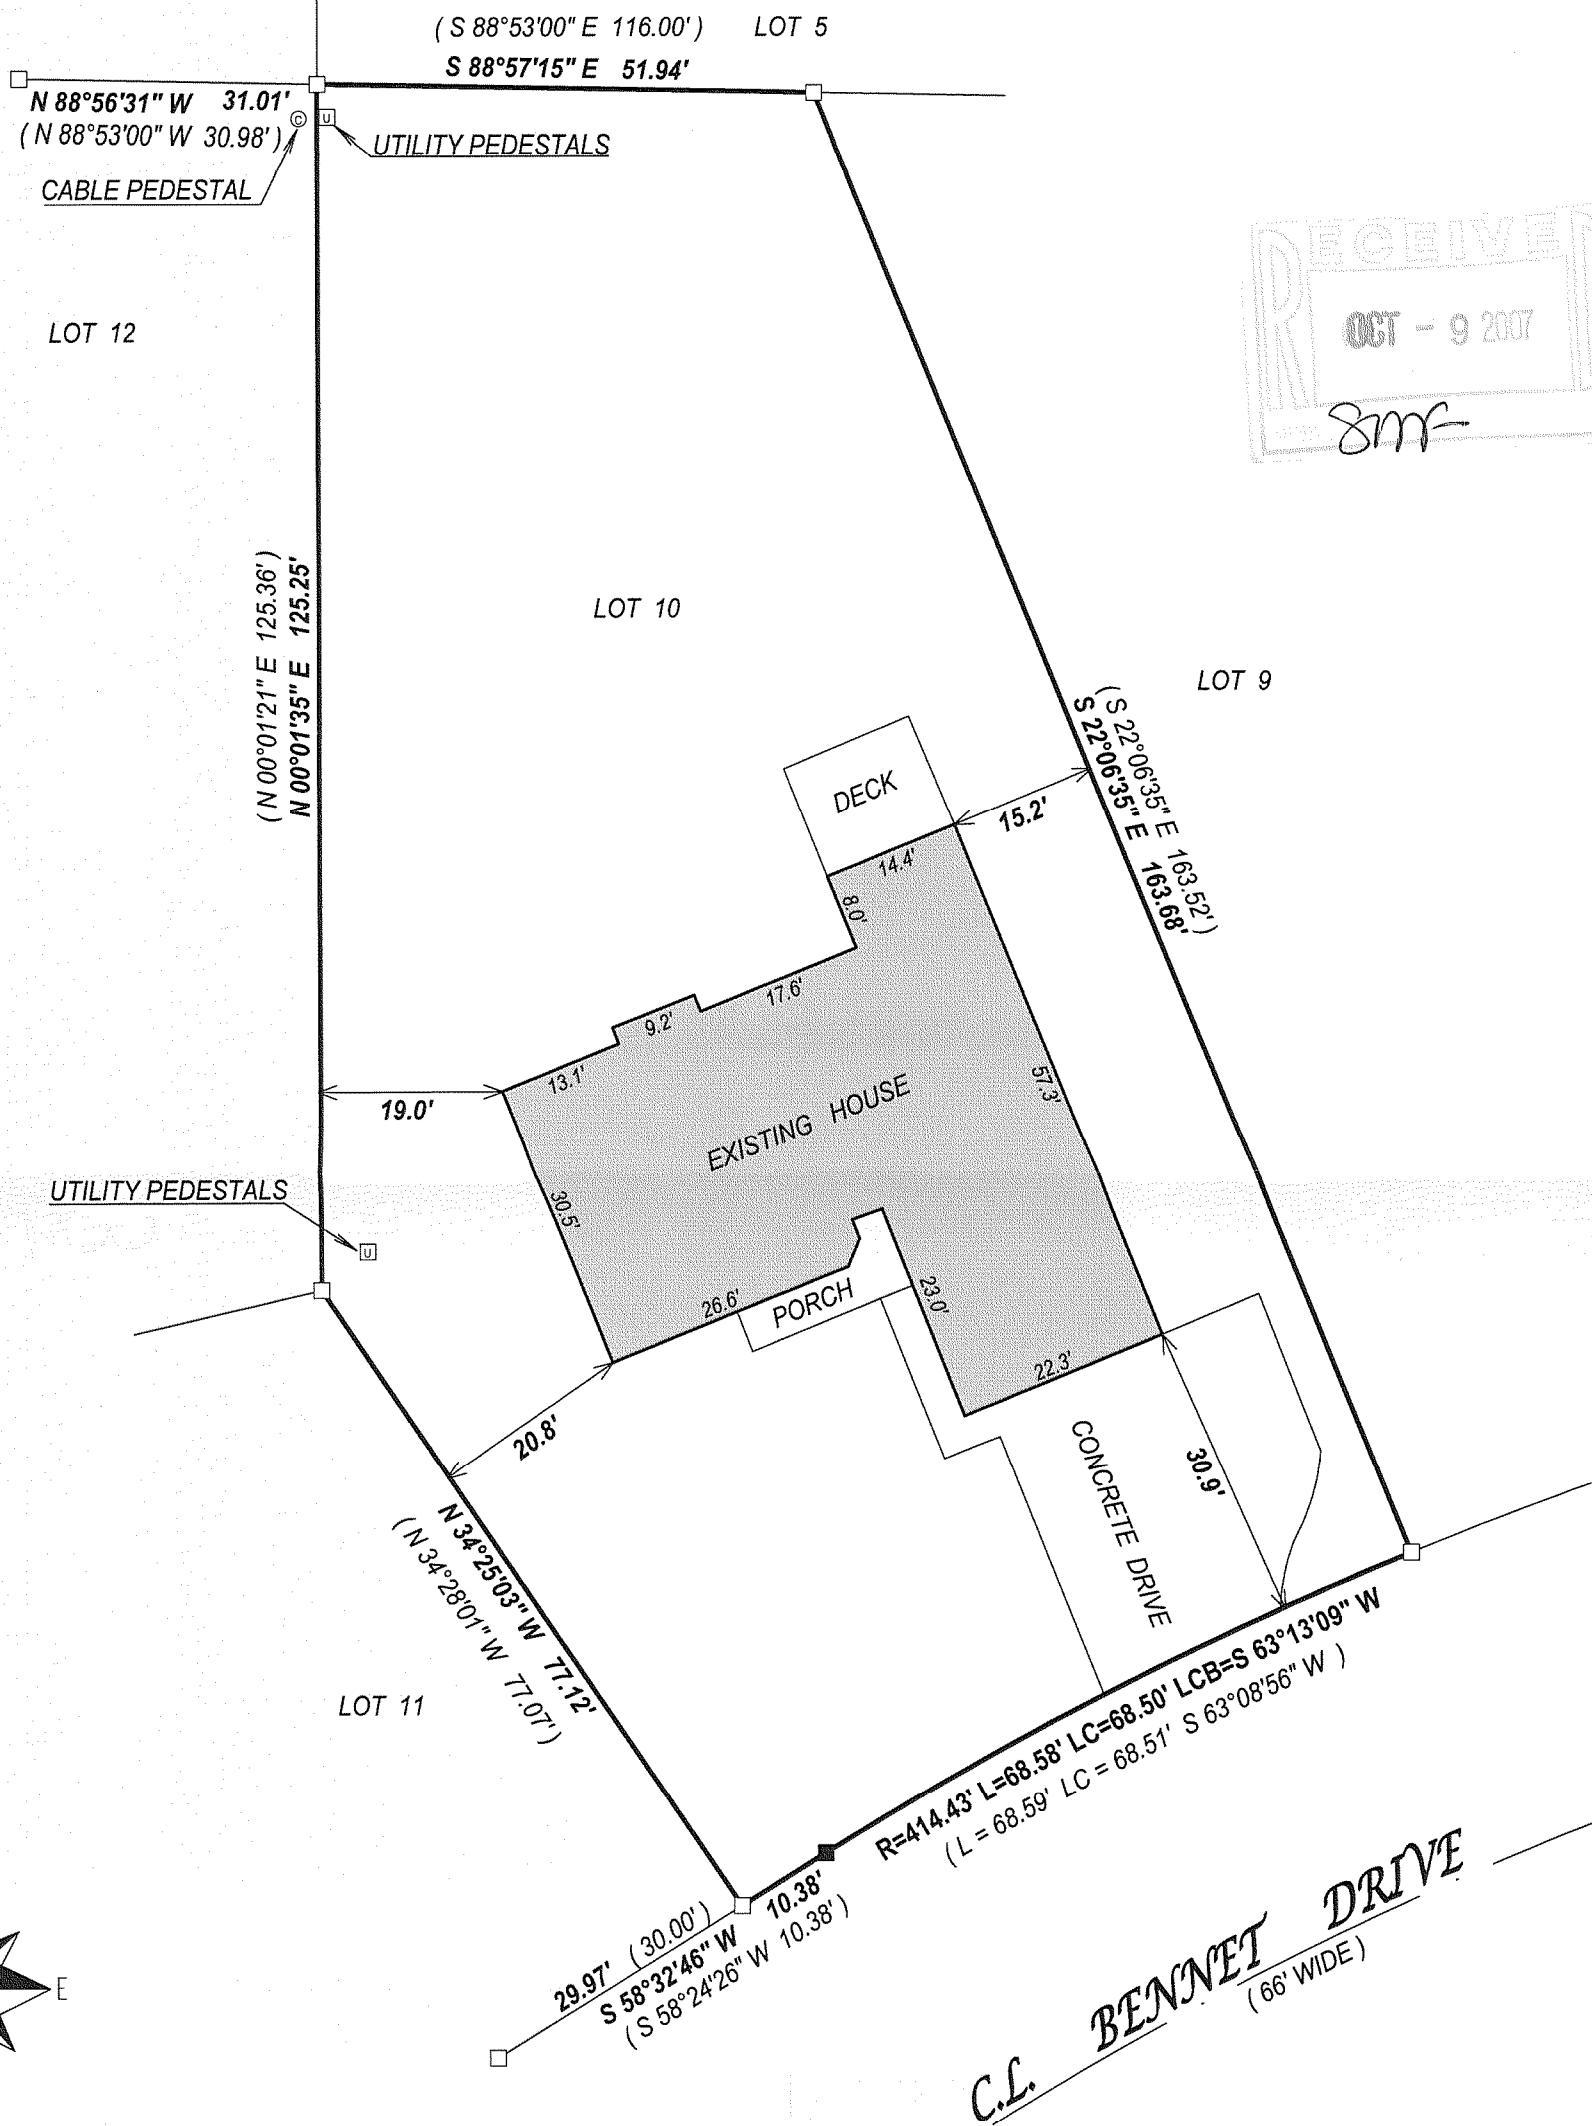 ( S 88°53'00" E 116.00' ) LOT 5
S 88°57'15" E 51.94'
N 88°56'31" W 31.01'
( N 88°53'00" W 30.98' )
C
U
UTILITY PEDESTALS
CABLE PEDESTAL
RECEIVED
OCT - 9 2007
LOT 12
( N 00°01'21" E 125.36' )
N 00°01'35" E 125.25'
LOT 10
LOT 9
( S 22°06'35" E 163.52' )
S 22°06'35" E 163.68'
DECK
15.2'
14.4'
8.0'
17.6'
9.2'
13.1'
19.0'
57.3'
EXISTING HOUSE
UTILITY PEDESTALS
U
30.5'
26.6'
PORCH
23.0'
22.3'
20.8'
CONCRETE DRIVE
30.9'
N 34°25'03" W 77.12'
( N 34°28'01" W 77.07' )
LOT 11
R=414.43' L=68.58' LC=68.50' LCB=S 63°13'09" W
( L = 68.59' LC = 68.51' S 63°08'56" W )
10.38'
29.97' ( 30.00' )
S 58°32'46" W
( S 58°24'26" W 10.38' )
E
C.L. BENNET DRIVE
( 66' WIDE )